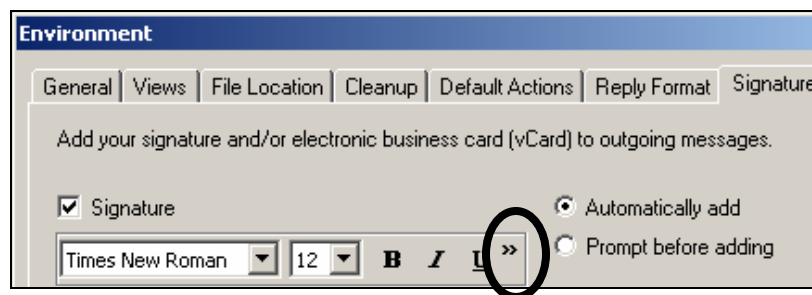 Environment
General Views File Location Cleanup Default Actions Reply Format Signature
Add your signature and/or electronic business card (vCard) to outgoing messages.
Signature Automatically add
Times New Roman 12 B I U » Prompt before adding